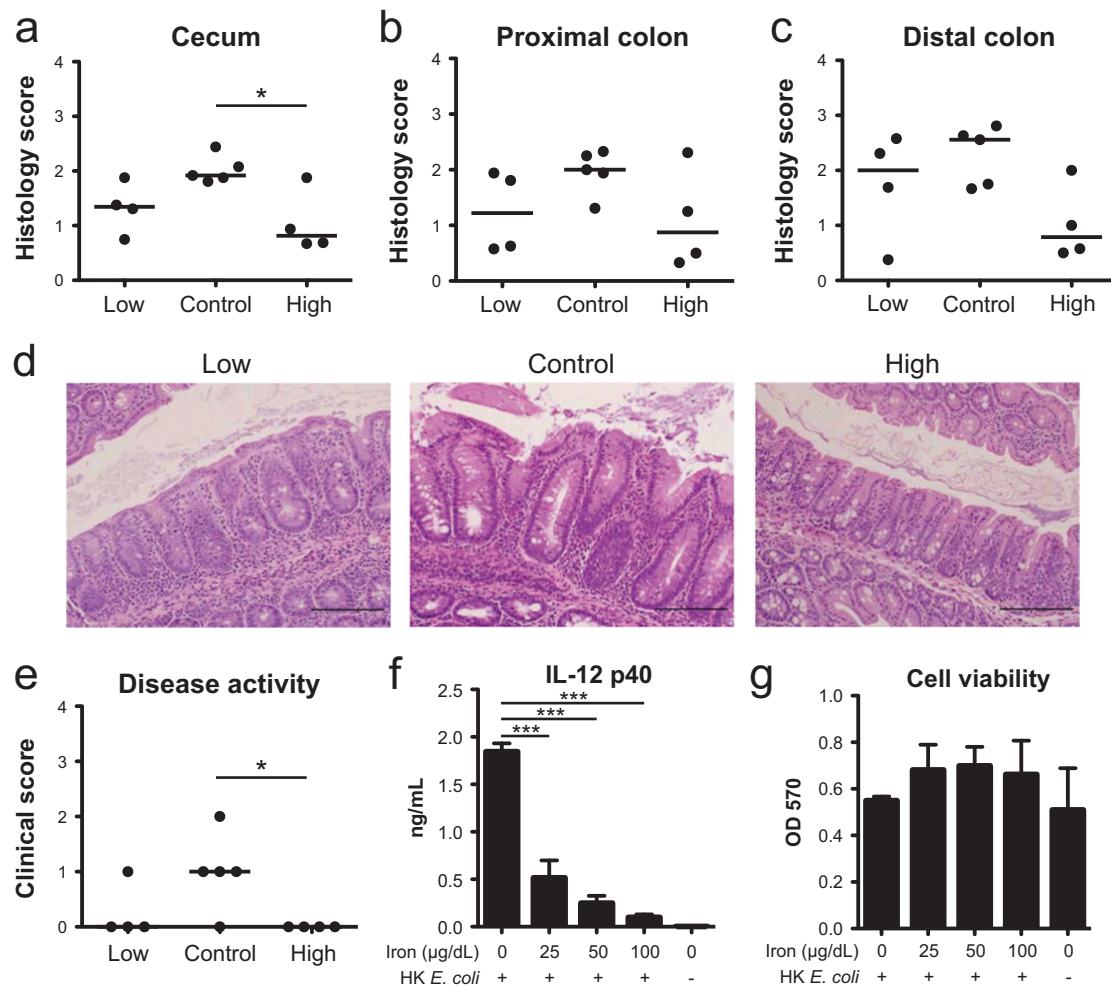 a
Cecum
Histology score
4
3
2
1
0
*
Low Control High
b
Proximal colon
Histology score
4
3
2
1
0
Low Control High
c
Distal colon
Histology score
4
3
2
1
0
Low Control High
d
Low Control High
e
Disease activity
Clinical score
4
3
2
1
0
*
Low Control High
f
IL-12 p40
ng/mL
2.5
2.0
1.5
1.0
0.5
0.0
***
***
***
Iron (µg/dL) 0 25 50 100 0
HK E. coli + + + + -
g
Cell viability
OD 570
1.0
0.8
0.6
0.4
0.2
0.0
Iron (µg/dL) 0 25 50 100 0
HK E. coli + + + + -